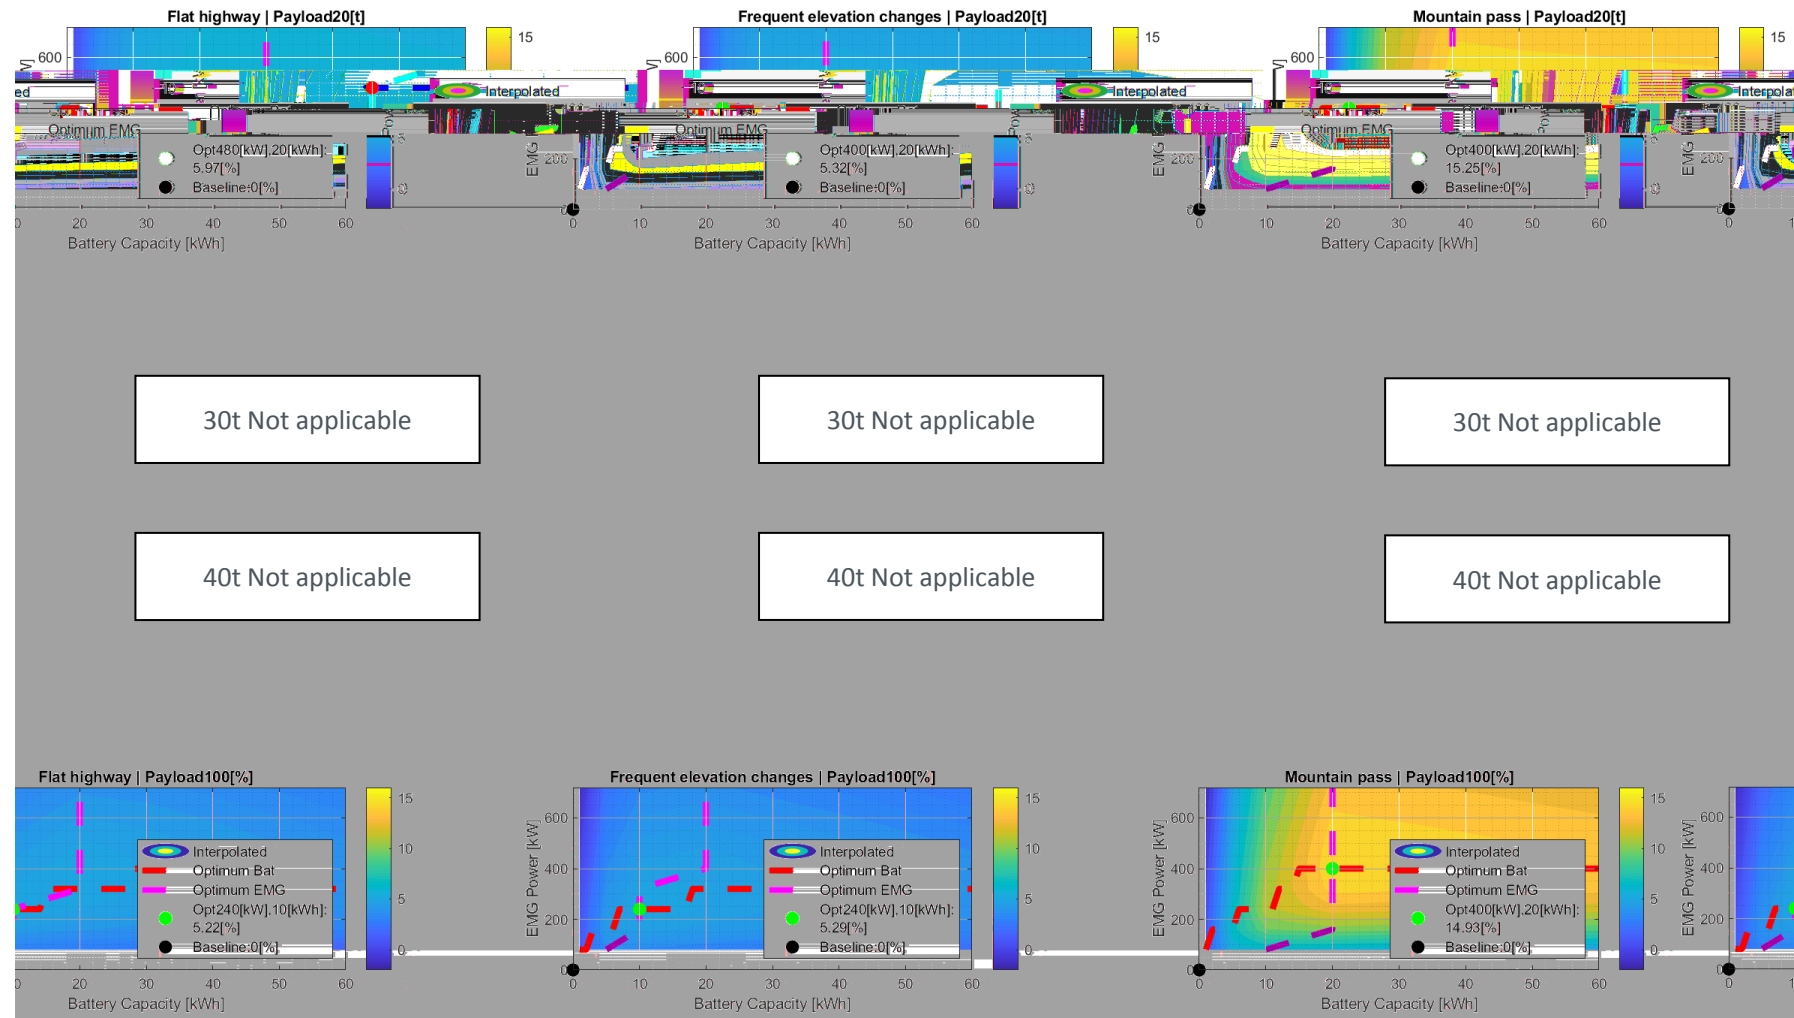 Flat highway | Payload20[t]
Frequent elevation changes | Payload20[t]
Mountain pass | Payload20[t]
15
15
15
600
600
600
Interpolated
Interpolated
Optimum EMG
Optimum EMG
Optimum EMG
Opt480[kW],20[kWh]:
5.97[%]
Baseline:0[%]
Opt400[kW],20[kWh]:
5.32[%]
Baseline:0[%]
Opt400[kW],20[kWh]:
15.25[%]
Baseline:0[%]
EMG
200
EMG
200
0 10 20 30 40 50 60
0 10 20 30 40 50 60
0 10 20 30 40 50 60
Battery Capacity [kWh]
Battery Capacity [kWh]
Battery Capacity [kWh]
30t Not applicable
30t Not applicable
30t Not applicable
40t Not applicable
40t Not applicable
40t Not applicable
Flat highway | Payload100[%]
Frequent elevation changes | Payload100[%]
Mountain pass | Payload100[%]
Interpolated
Optimum Bat
Optimum EMG
Opt240[kW],10[kWh]:
5.22[%]
Baseline:0[%]
15
10
5
0
EMG Power [kW]
600
400
200
0
Interpolated
Optimum Bat
Optimum EMG
Opt240[kW],10[kWh]:
5.29[%]
Baseline:0[%]
15
10
5
0
EMG Power [kW]
600
400
200
0
Interpolated
Optimum Bat
Optimum EMG
Opt400[kW],20[kWh]:
14.93[%]
Baseline:0[%]
15
10
5
0
EMG Power [kW]
600
400
200
0
0 10 20 30 40 50 60
0 10 20 30 40 50 60
0 10 20 30 40 50 60
Battery Capacity [kWh]
Battery Capacity [kWh]
Battery Capacity [kWh]